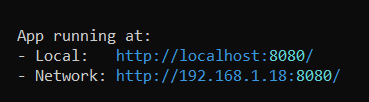 App running at:
- Local:   http://localhost:8080/
- Network: http://192.168.1.18:8080/